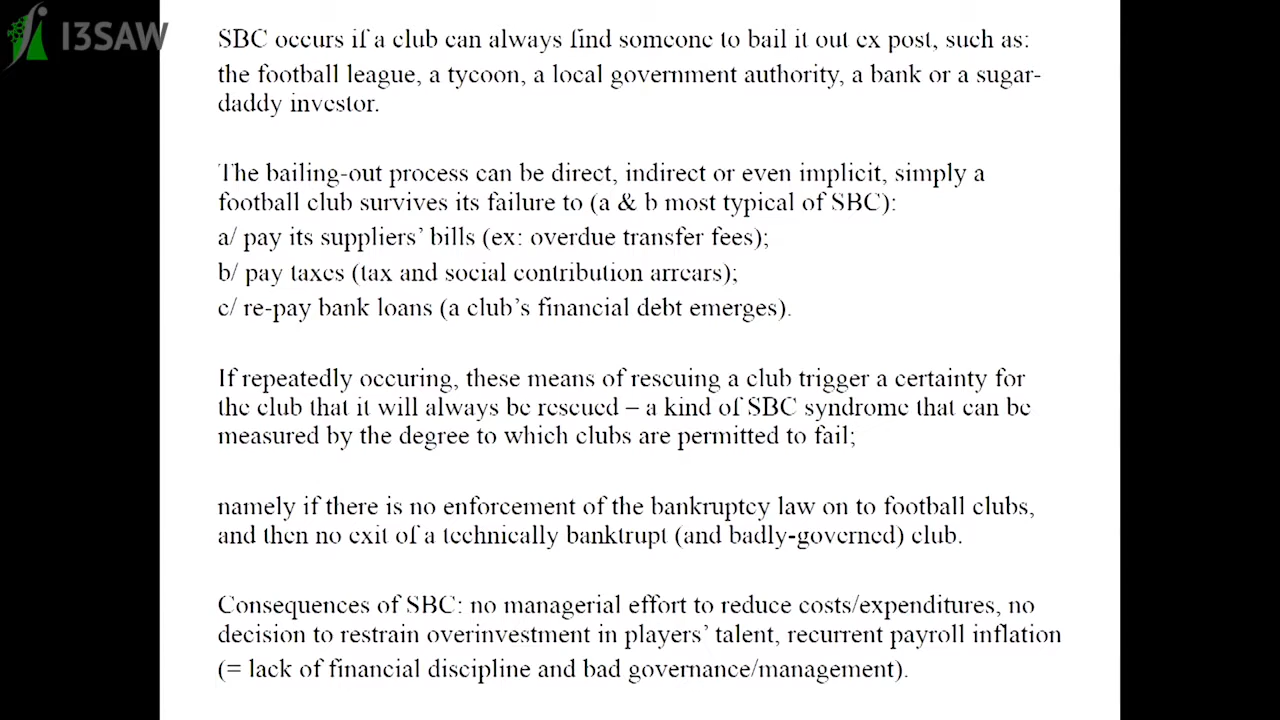 I3SAW
SBC occurs if a club can always find someone to bail it out ex post, such as:
the football league, a tycoon, a local government authority, a bank or a sugar-
daddy investor.
The bailing-out process can be direct, indirect or even implicit, simply a
football club survives its failure to (a & b most typical of SBC):
a/ pay its suppliers’ bills (ex: overdue transfer fees);
b/ pay taxes (tax and social contribution arrears);
c/ re-pay bank loans (a club’s financial debt emerges).
If repeatedly occuring, these means of rescuing a club trigger a certainty for
the club that it will always be rescued – a kind of SBC syndrome that can be
measured by the degree to which clubs are permitted to fail;
namely if there is no enforcement of the bankruptcy law on to football clubs,
and then no exit of a technically banktrupt (and badly-governed) club.
Consequences of SBC: no managerial effort to reduce costs/expenditures, no
decision to restrain overinvestment in players’ talent, recurrent payroll inflation
(= lack of financial discipline and bad governance/management).